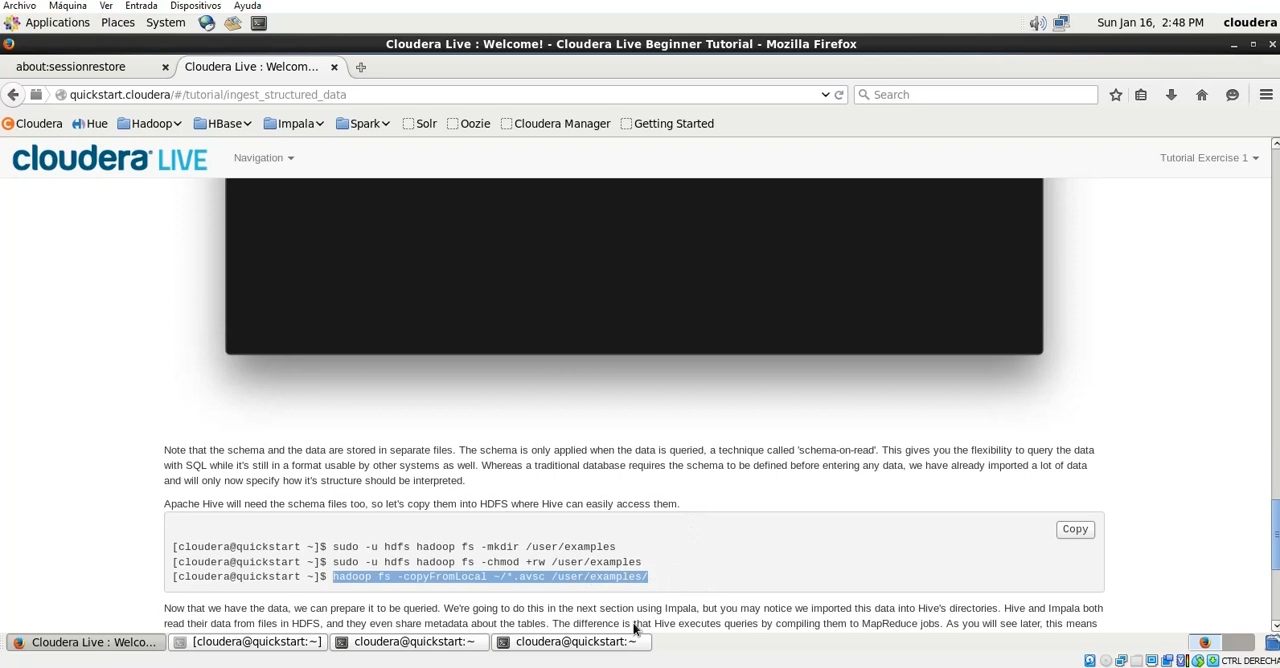 Archivo Máquina Ver Entrada Dispositivos Ayuda
Applications Places System Sun Jan 16, 2:48 PM cloudera
Cloudera Live : Welcome! - Cloudera Live Beginner Tutorial - Mozilla Firefox
about:sessionrestore Cloudera Live : Welcom...
quickstart.cloudera/#/tutorial/ingest_structured_data Search
Cloudera Hue Hadoop HBase Impala Spark Solr Oozie Cloudera Manager Getting Started
cloudera LIVE Navigation Tutorial Exercise 1
Note that the schema and the data are stored in separate files. The schema is only applied when the data is queried, a technique called 'schema-on-read'. This gives you the flexibility to query the data
with SQL while it's still in a format usable by other systems as well. Whereas a traditional database requires the schema to be defined before entering any data, we have already imported a lot of data
and will only now specify how it's structure should be interpreted.
Apache Hive will need the schema files too, so let's copy them into HDFS where Hive can easily access them.
Copy
[cloudera@quickstart ~]$ sudo -u hdfs hadoop fs -mkdir /user/examples
[cloudera@quickstart ~]$ sudo -u hdfs hadoop fs -chmod +rw /user/examples
[cloudera@quickstart ~]$ hadoop fs -copyFromLocal ~/*.avsc /user/examples/
Now that we have the data, we can prepare it to be queried. We're going to do this in the next section using Impala, but you may notice we imported this data into Hive's directories. Hive and Impala both
read their data from files in HDFS, and they even share metadata about the tables. The difference is that Hive executes queries by compiling them to MapReduce jobs. As you will see later, this means
Cloudera Live : Welco... [cloudera@quickstart:~] cloudera@quickstart:~ cloudera@quickstart:~
CTRL DERECHA